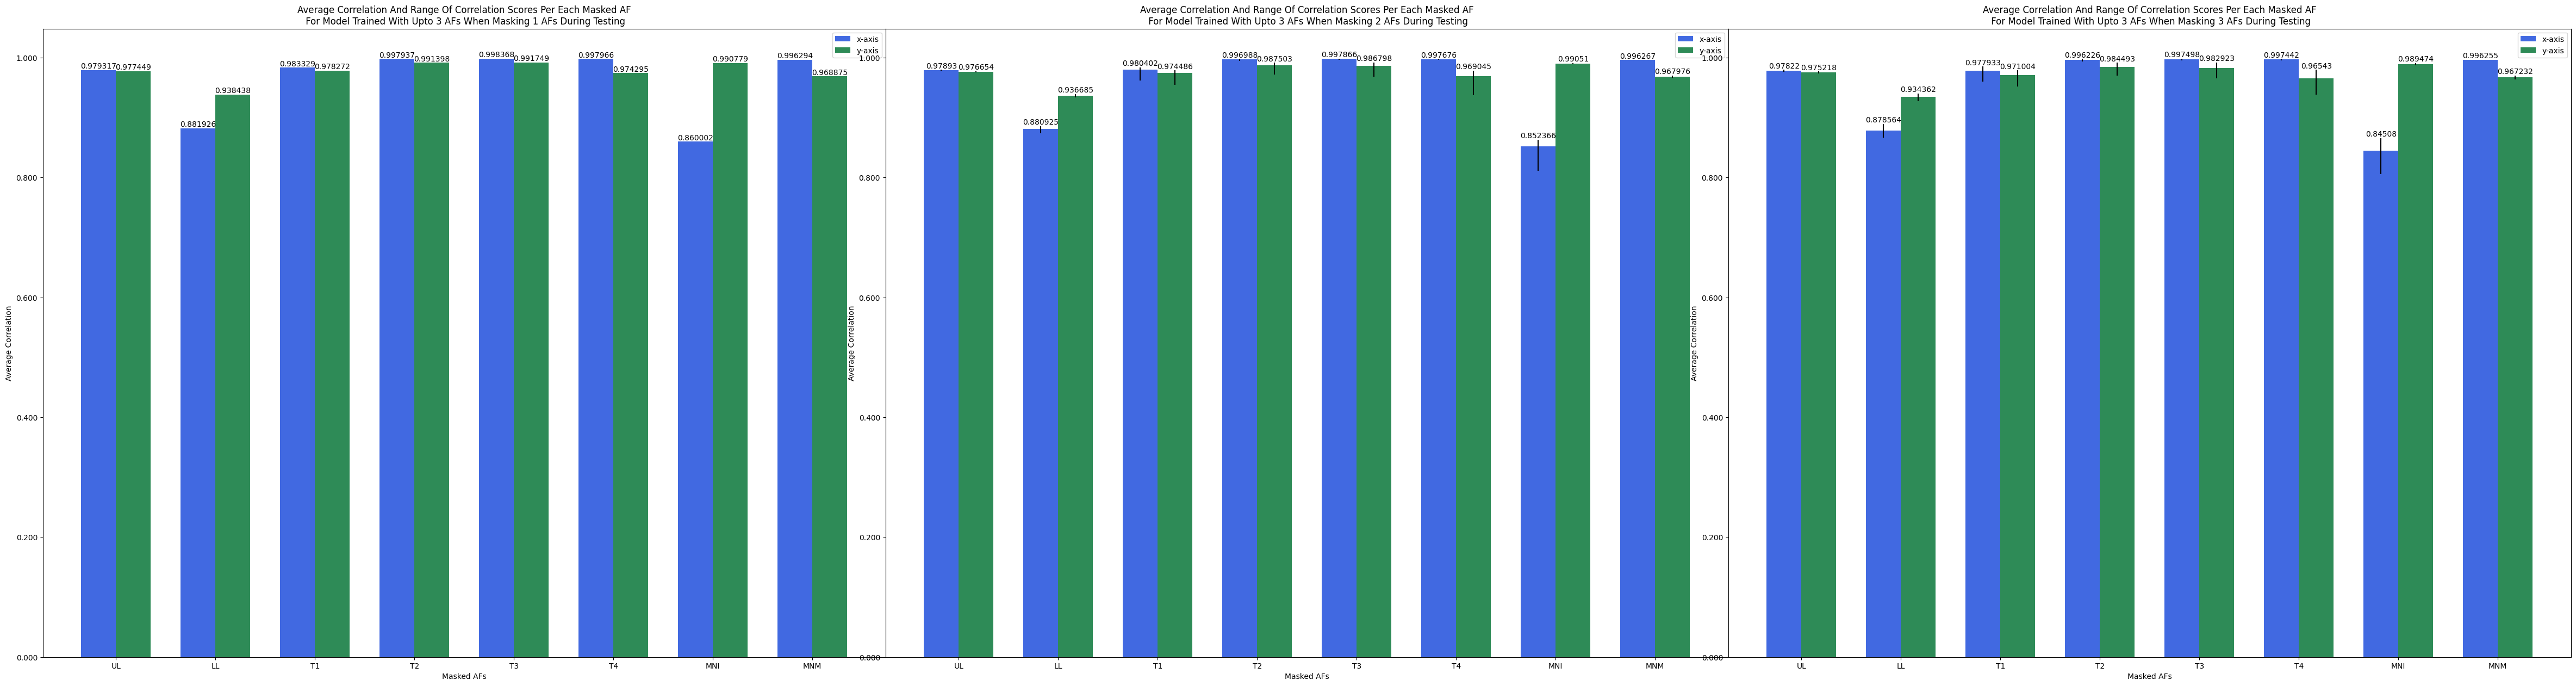 Average Correlation And Range Of Correlation Scores Per Each Masked AF
For Model Trained With Upto 3 AFs When Masking 1 AFs During Testing
x-axis
y-axis
1.000
0.800
0.600
0.400
0.200
0.000
Average Correlation
0.979317 0.977449
0.881926 0.938438
0.983329 0.978272
0.997937 0.991398
0.998368 0.991749
0.997966 0.974295
0.860002 0.990779
0.996294 0.968875
UL LL T1 T2 T3 T4 MNI MNM
Masked AFs
Average Correlation And Range Of Correlation Scores Per Each Masked AF
For Model Trained With Upto 3 AFs When Masking 2 AFs During Testing
x-axis
y-axis
1.000
0.800
0.600
0.400
0.200
0.000
Average Correlation
0.97893 0.976654
0.880925 0.936685
0.980402 0.974486
0.996988 0.987503
0.997866 0.986798
0.997676 0.969045
0.852366 0.99051
0.996267 0.967976
UL LL T1 T2 T3 T4 MNI MNM
Masked AFs
Average Correlation And Range Of Correlation Scores Per Each Masked AF
For Model Trained With Upto 3 AFs When Masking 3 AFs During Testing
x-axis
y-axis
1.000
0.800
0.600
0.400
0.200
0.000
Average Correlation
0.97822 0.975218
0.878564 0.934362
0.977933 0.971004
0.996226 0.984493
0.997498 0.982923
0.997442 0.96543
0.84508 0.989474
0.996255 0.967232
UL LL T1 T2 T3 T4 MNI MNM
Masked AFs